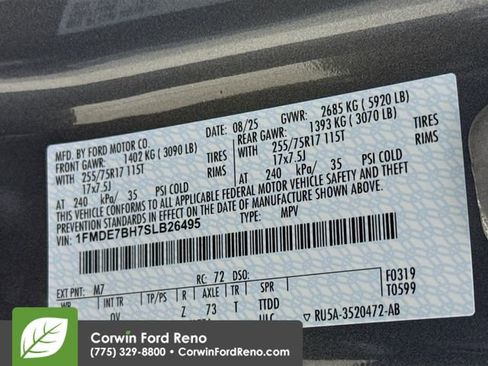 MFD. BY FORD MOTOR CO.
DATE: 08/25
GVWR: 2685 KG ( 5920 LB)
FRONT GAWR: 1402 KG ( 3090 LB)
REAR GAWR: 1393 KG ( 3070 LB)
WITH 255/75R17 115T TIRES
WITH 255/75R17 115T TIRES
17x7.5J RIMS
17x7.5J RIMS
AT 240 kPa/ 35 PSI COLD
AT 240 kPa/ 35 PSI COLD
THIS VEHICLE CONFORMS TO ALL APPLICABLE FEDERAL MOTOR VEHICLE SAFETY AND THEFT
PREVENTION STANDARDS IN EFFECT ON THE DATE OF MANUFACTURE SHOWN ABOVE.
VIN: 1FMDE7BH7SLB26495
TYPE: MPV
EXT PNT: M7 RC: 72 DSO: F0319
WB INT TR TP/PS R AXLE TR SPR T0599
OV Z 73 T TTDD
ULC RU5A-3520472-AB
Corwin Ford Reno
(775) 329-8800 • CorwinFordReno.com